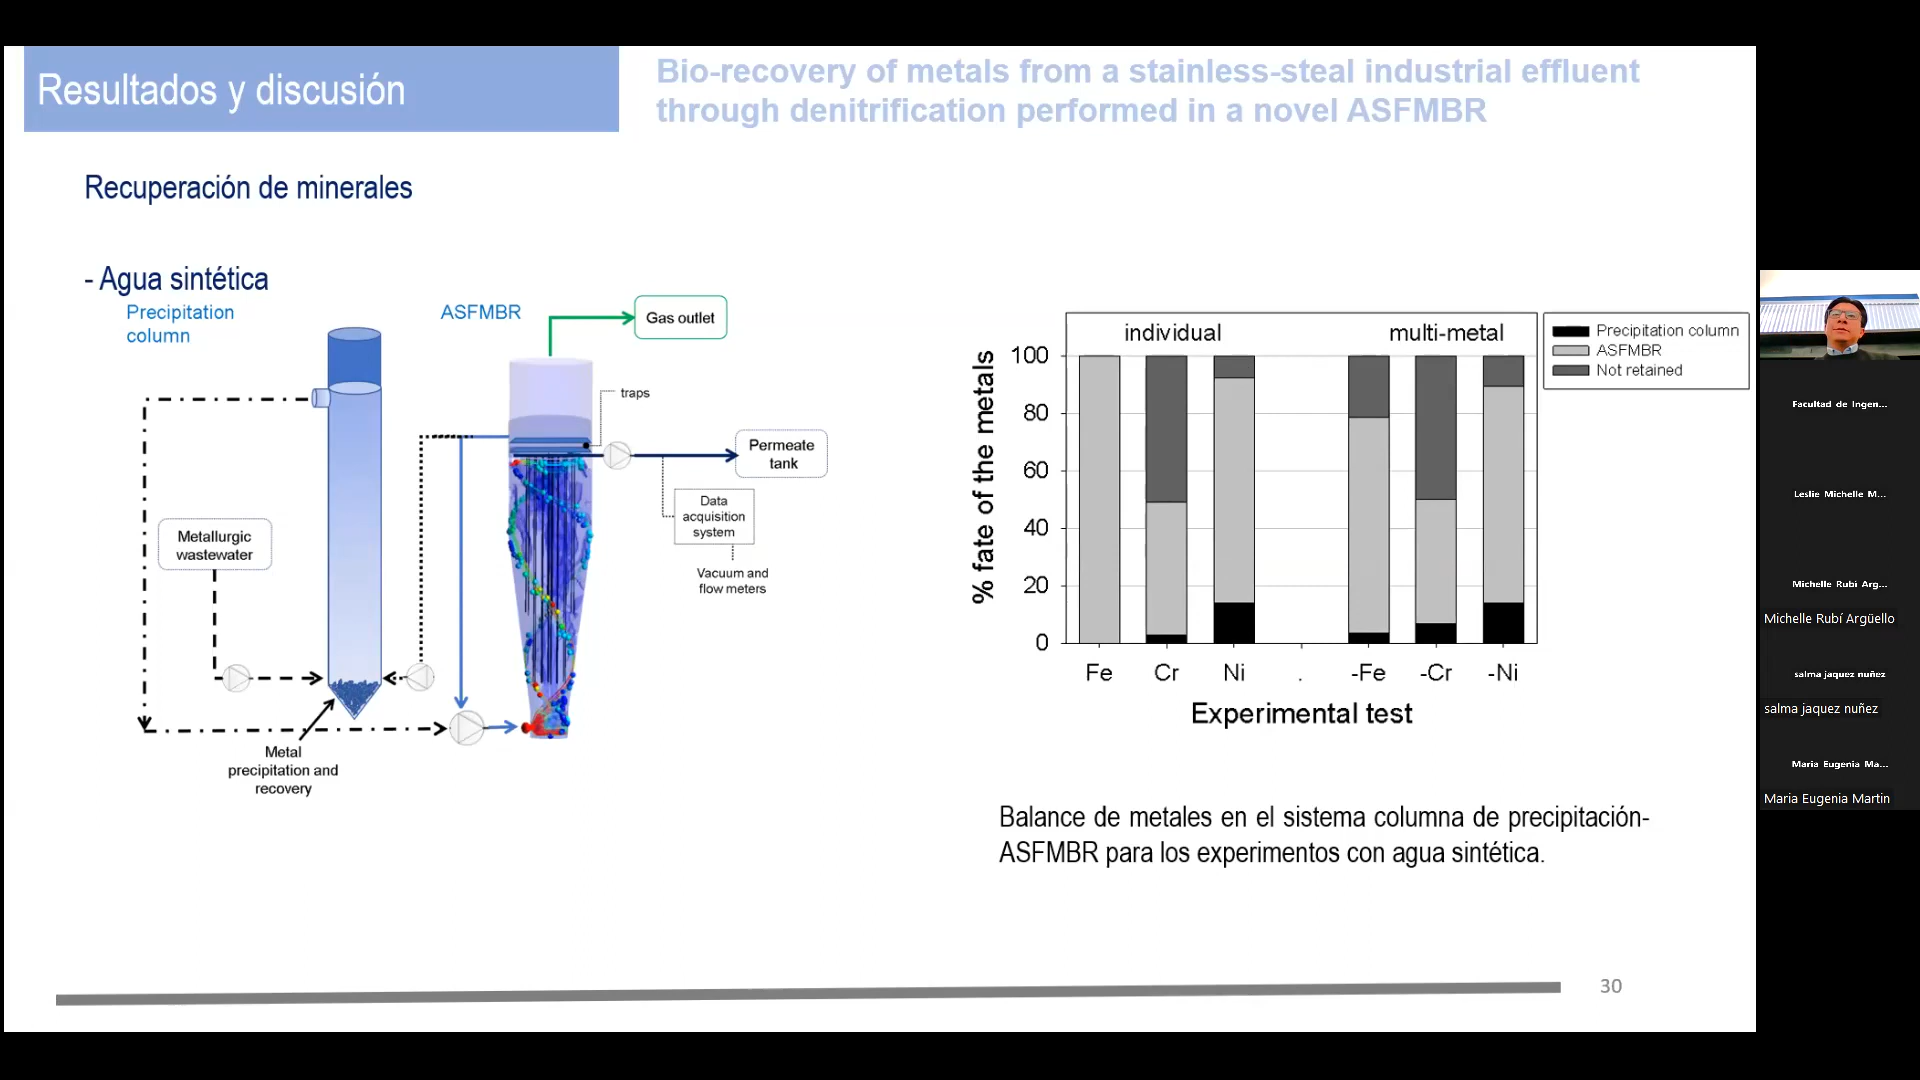 Resultados y discusión
Bio-recovery of metals from a stainless-steal industrial effluent
through denitrification performed in a novel ASFMBR
Recuperación de minerales
- Agua sintética
Precipitation
column
ASFMBR
Gas outlet
traps
Permeate
tank
Data
acquisition
system
Vacuum and
flow meters
Metallurgic
wastewater
Metal
precipitation and
recovery
individual
multi-metal
Precipitation column
ASFMBR
Not retained
% fate of the metals
100
80
60
40
20
0
Fe
Cr
Ni
.
-Fe
-Cr
-Ni
Experimental test
Balance de metales en el sistema columna de precipitación-
ASFMBR para los experimentos con agua sintética.
30
Facultad de Ingen...
Leslie Michelle M...
Michelle Rubí Arg...
Michelle Rubí Argüello
salma jaquez nuñez
salma jaquez nuñez
Maria Eugenia Ma...
Maria Eugenia Martin